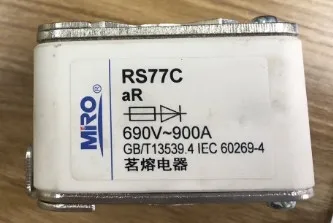 MIRO
RS77C
aR
690V~900A
GB/T13539.4 IEC 60269-4
茗熔电器